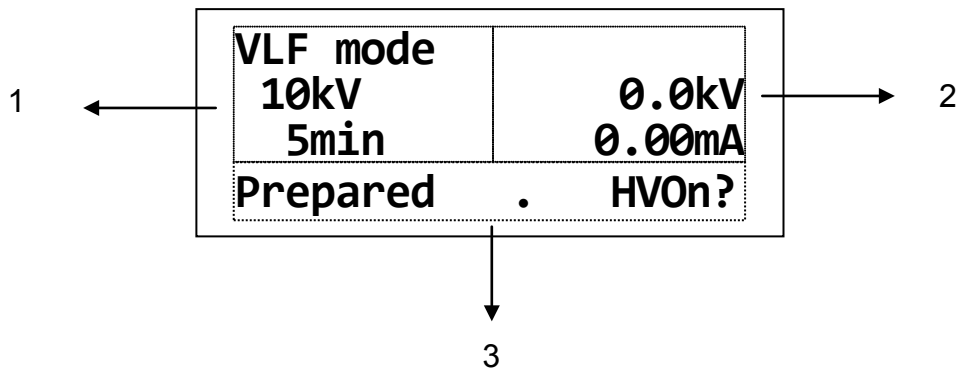 VLF mode
1 10kV 0.0kV 2
5min 0.00mA
Prepared . HVOn?
3